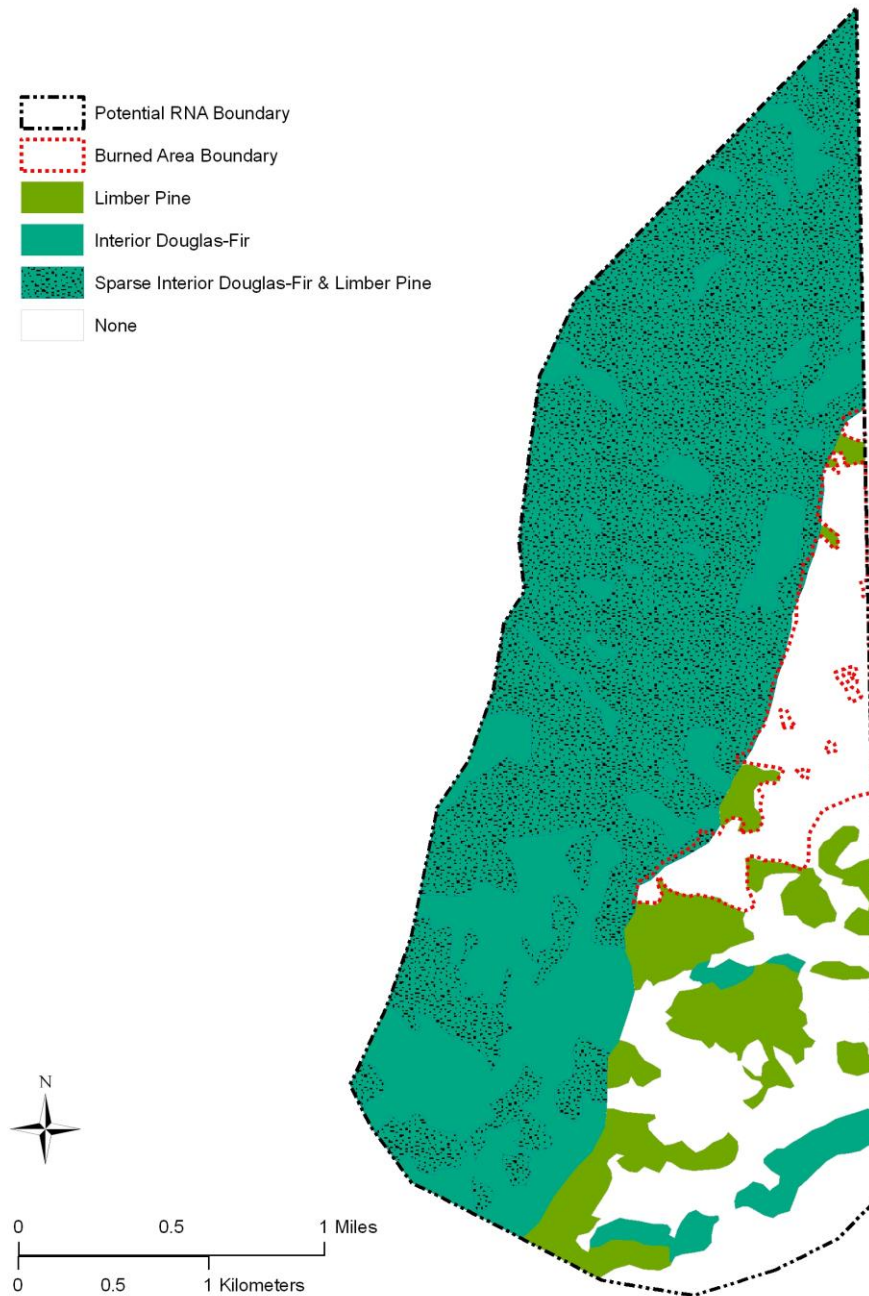 Potential RNA Boundary
Burned Area Boundary
Limber Pine
Interior Douglas-Fir
Sparse Interior Douglas-Fir & Limber Pine
None
N
0 0.5 1 Miles
0 0.5 1 Kilometers